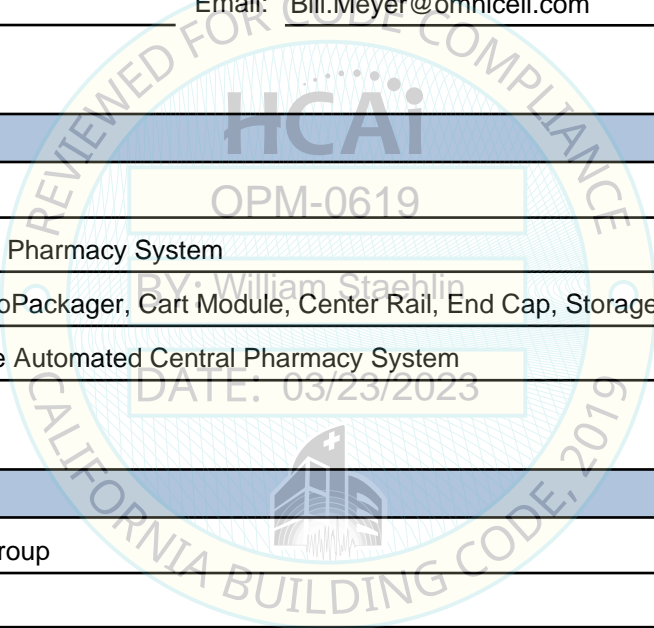 Email: Bill.Meyer@omnicell.com
REVIEWED FOR CODE COMPLIANCE
HCAi
OPM-0619
Pharmacy System
BY: William Staehlin
oPackager, Cart Module, Center Rail, End Cap, Storage
Automated Central Pharmacy System
DATE: 03/23/2023
roup
CALIFORNIA BUILDING CODE, 2019